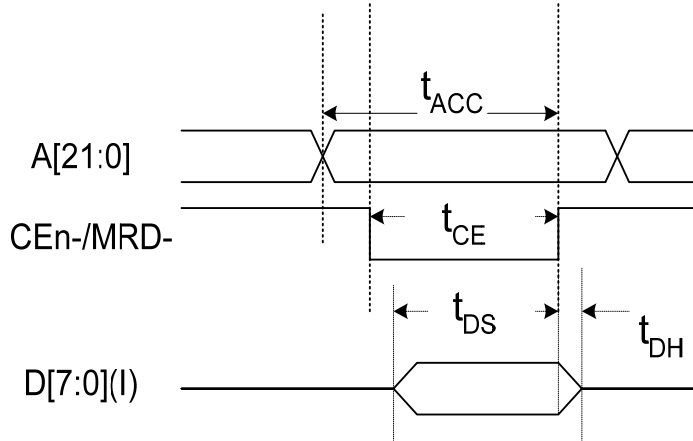 tACC
A[21:0]
CEn-/MRD-
tCE
tDS
tDH
D[7:0](I)